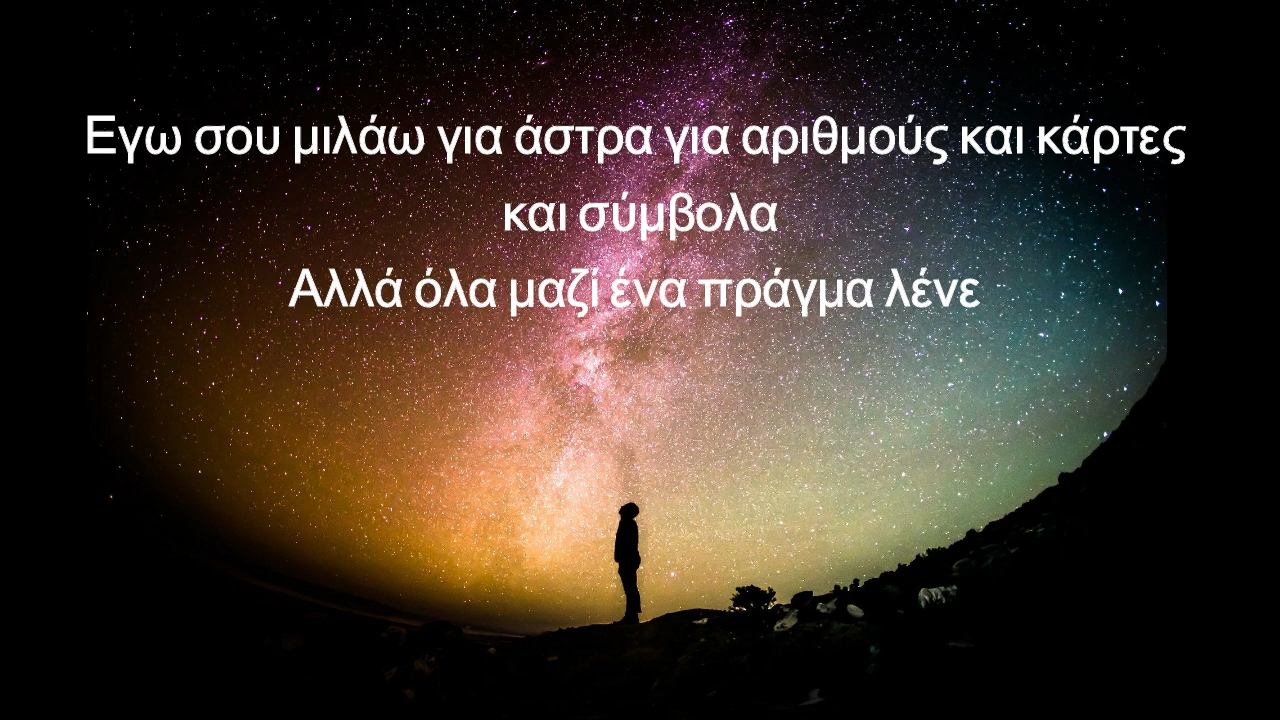 Εγω σου μιλάω για άστρα για αριθμούς και κάρτες
και σύμβολα
Αλλά όλα μαζί ένα πράγμα λένε